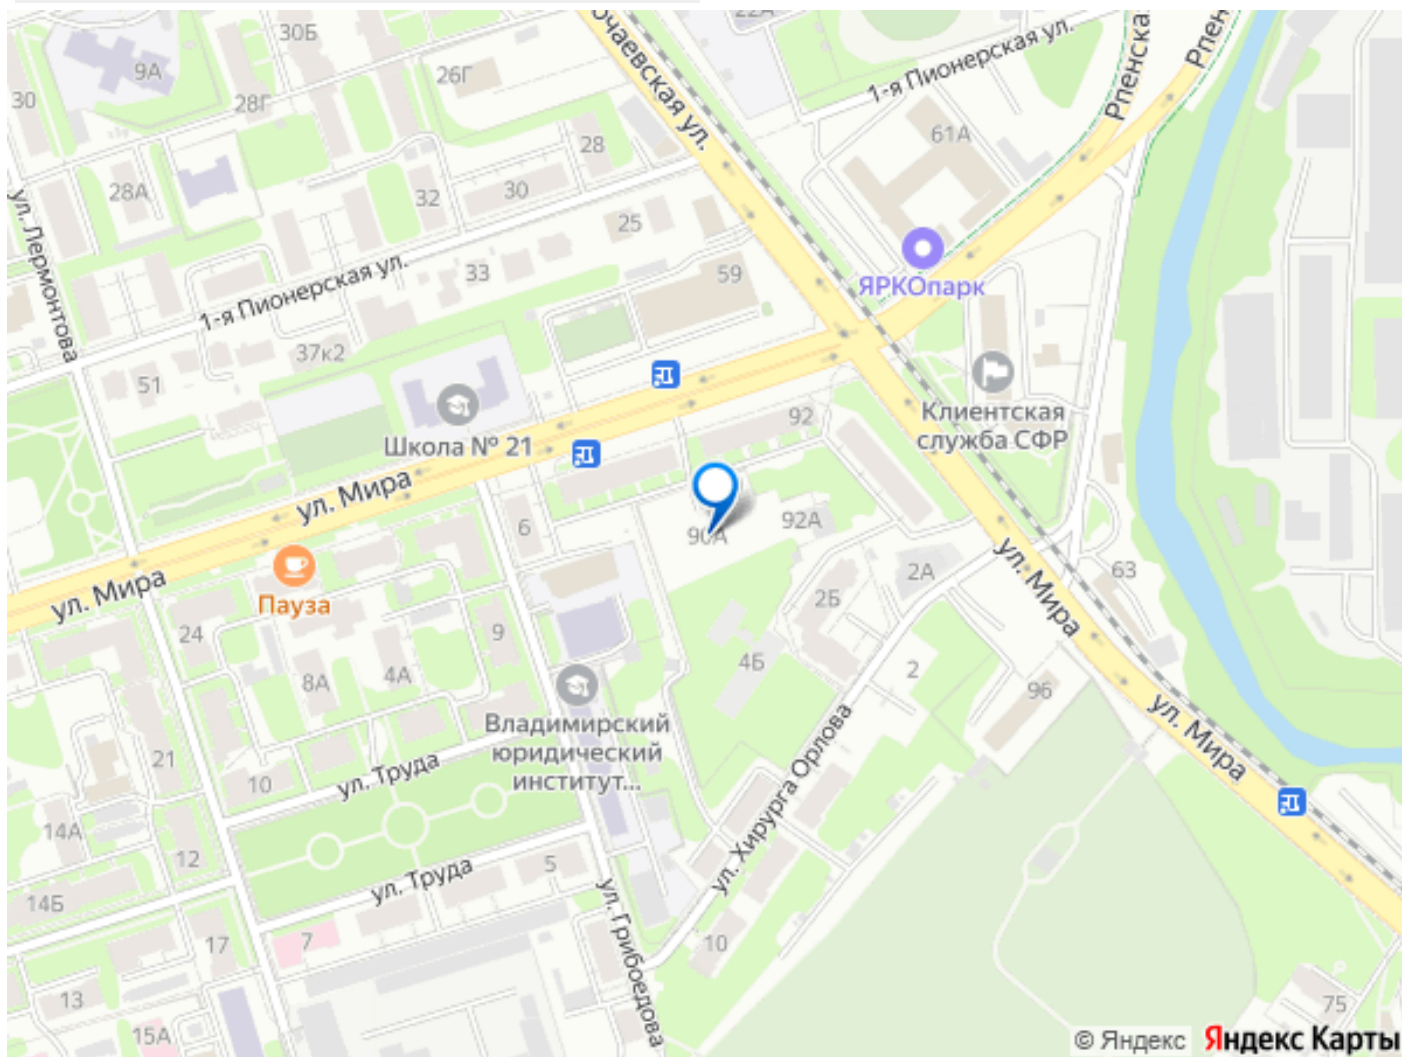 22А
30Б
очаевская ул.
Рпенская
Рпен
9А
26Г
1-я Пионерская ул.
30
28Г
61А
28
28А
32
30
ул. Лермонтова
25
33
59
ЯРКОпарк
1-я Пионерская ул.
37к2
51
Клиентская
служба СФР
92
Школа № 21
ул. Мира
6
90А
92А
ул. Мира
2А
63
ул. Мира
Пауза
2Б
24
9
4Б
2
8А
4А
96
Владимирский
юридический
институт...
ул. Мира
21
ул. Труда
10
ул. Хирурга Орлова
14А
12
5
ул. Труда
14Б
ул. Грибоедова
17
7
10
13
75
15А
© Яндекс Яндекс Карты